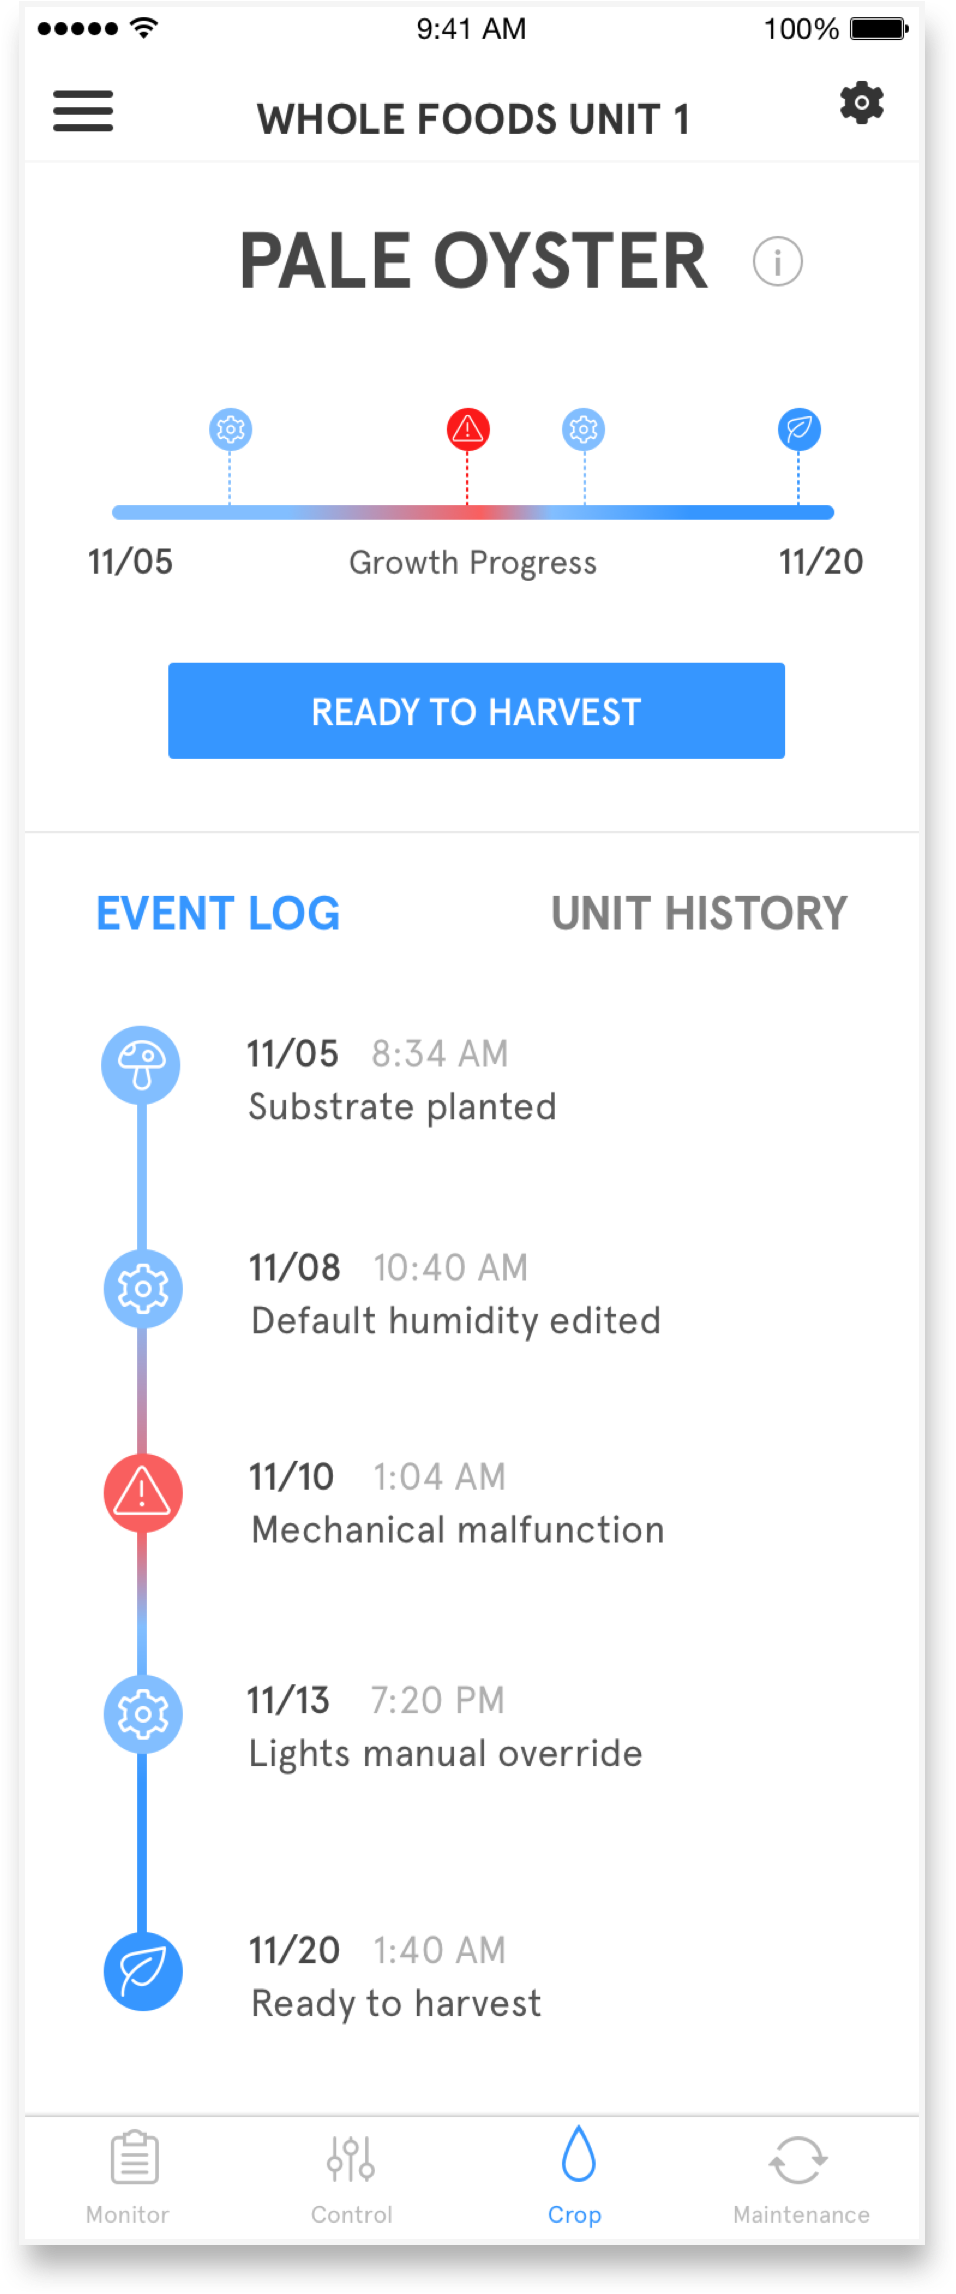 9:41 AM 100%
WHOLE FOODS UNIT 1
PALE OYSTER i
11/05 Growth Progress 11/20
READY TO HARVEST
EVENT LOG UNIT HISTORY
11/05 8:34 AM
Substrate planted
11/08 10:40 AM
Default humidity edited
11/10 1:04 AM
Mechanical malfunction
11/13 7:20 PM
Lights manual override
11/20 1:40 AM
Ready to harvest
Monitor Control Crop Maintenance